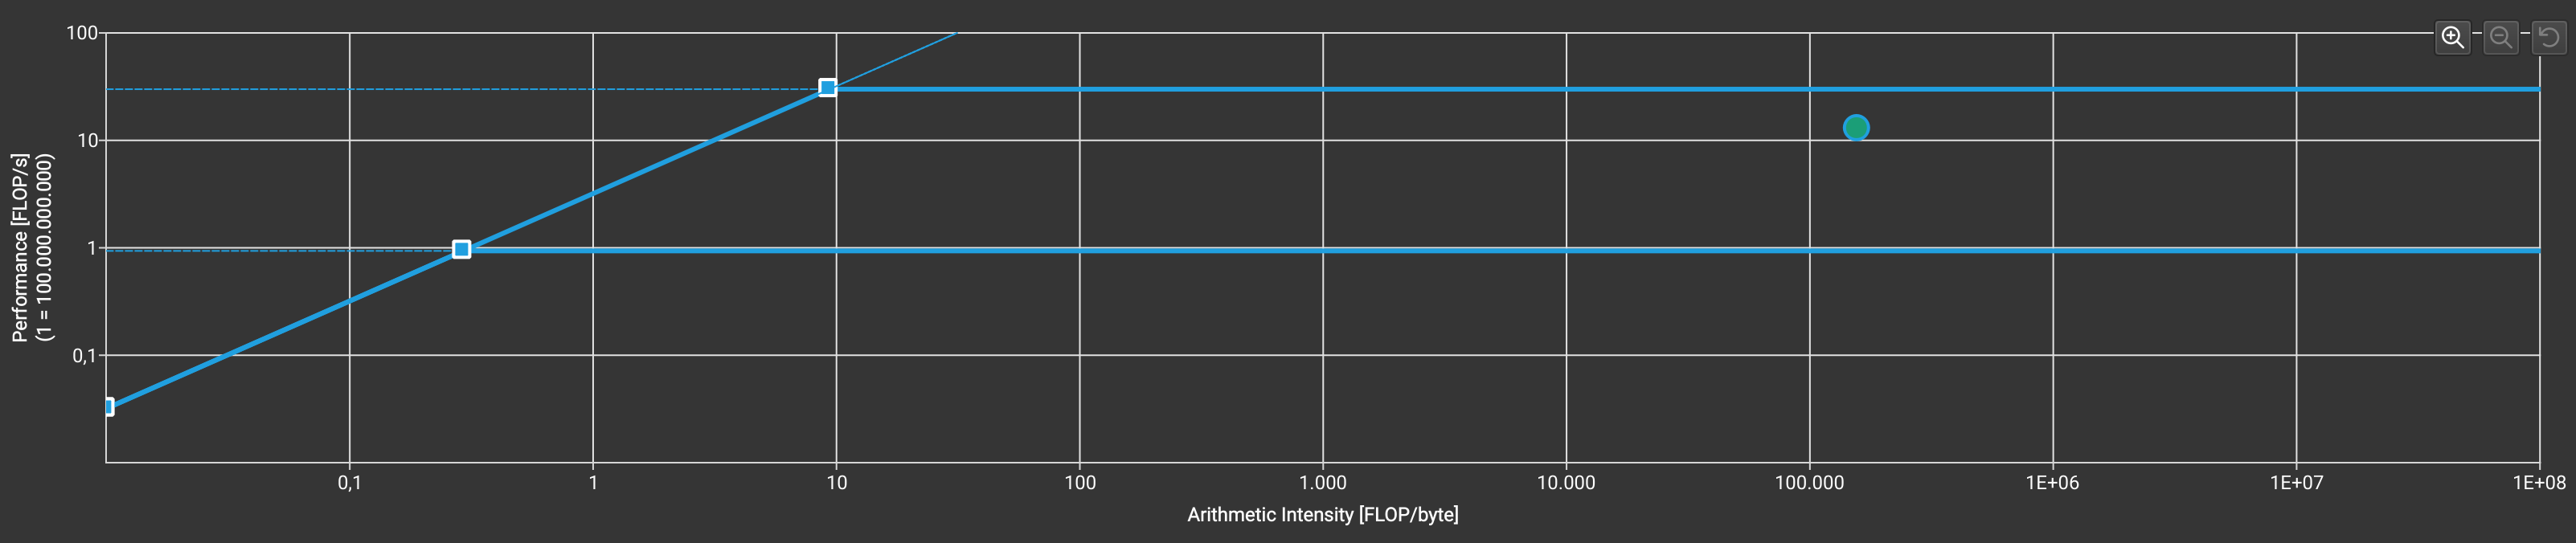 Performance [FLOP/s]
(1 = 100.000.000.000)
100
10
1
0,1
0,1
1
10
100
1.000
10.000
100.000
1E+06
1E+07
1E+08
Arithmetic Intensity [FLOP/byte]